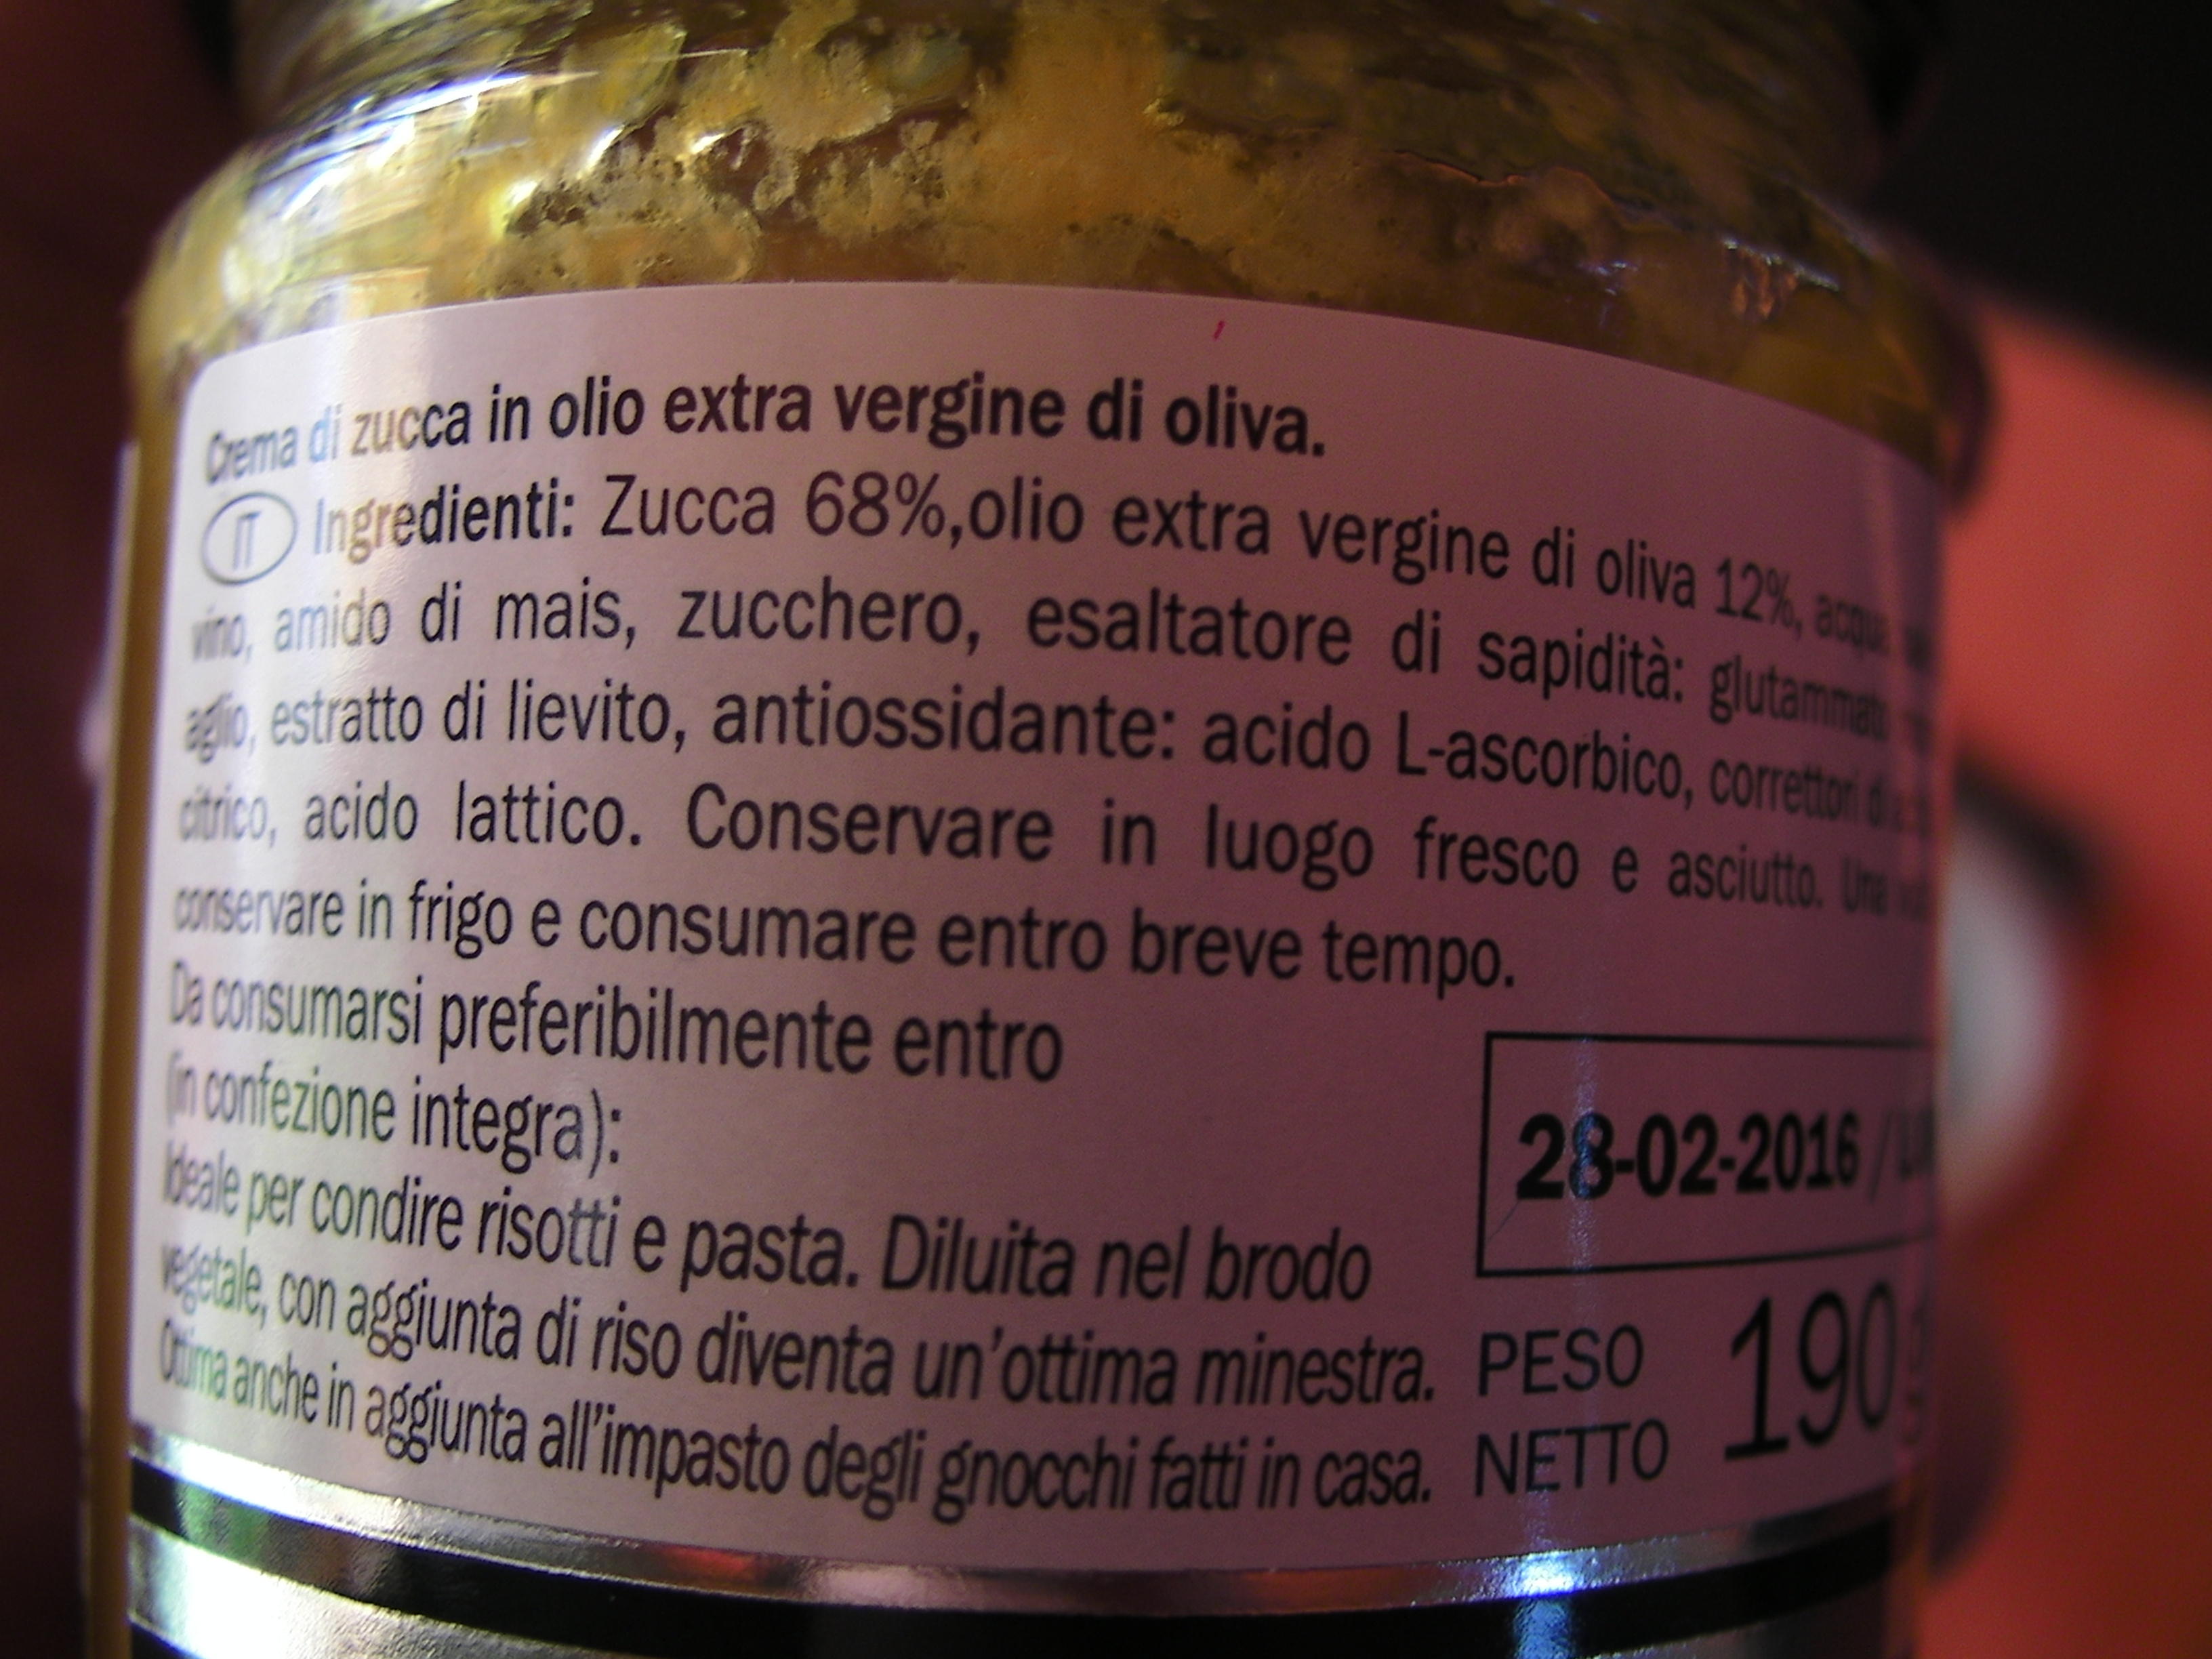 Crema di zucca in olio extra vergine di oliva.
IT Ingredienti: Zucca 68%,olio extra vergine di oliva 12%, acqua,
vino, amido di mais, zucchero, esaltatore di sapidità: glutammato
aglio, estratto di lievito, antiossidante: acido L-ascorbico, correttori di
citrico, acido lattico. Conservare in luogo fresco e asciutto. Una
conservare in frigo e consumare entro breve tempo.
Da consumarsi preferibilmente entro
(in confezione integra):
28-02-2016 /
Ideale per condire risotti e pasta. Diluita nel brodo
vegetale, con aggiunta di riso diventa un'ottima minestra.
Ottima anche in aggiunta all'impasto degli gnocchi fatti in casa.
PESO
NETTO
190